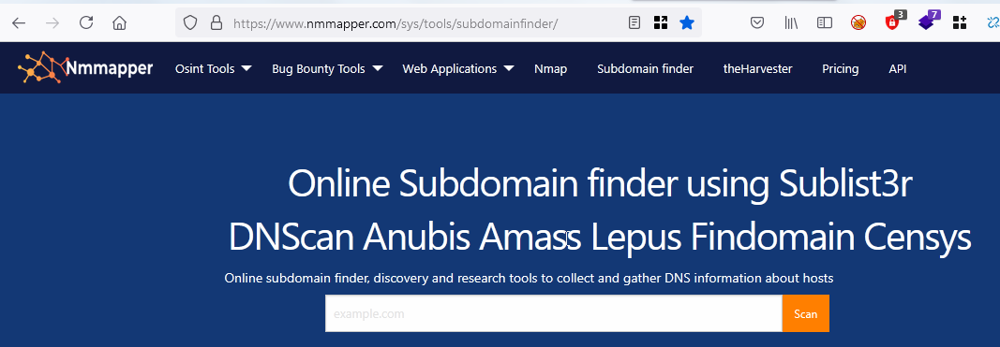 https://www.nmmapper.com/sys/tools/subdomainfinder/
3 7
Nmmapper Osint Tools Bug Bounty Tools Web Applications Nmap Subdomain finder theHarvester Pricing API
Online Subdomain finder using Sublist3r
DNScan Anubis Amass Lepus Findomain Censys
Online subdomain finder, discovery and research tools to collect and gather DNS information about hosts
example.com Scan